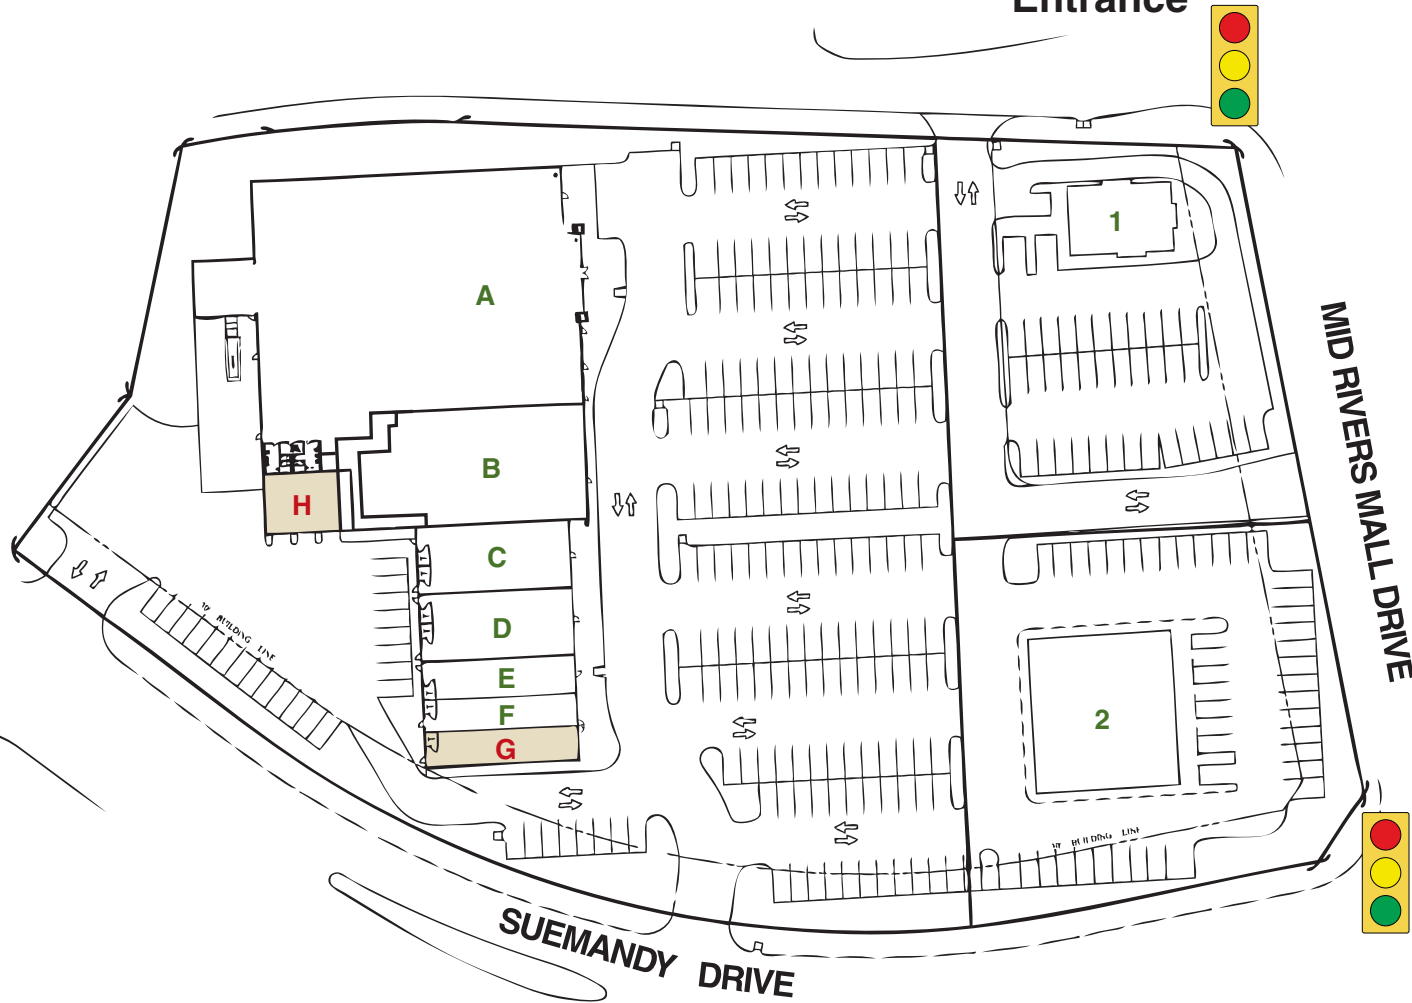 Entrance
1
A
MID RIVERS MALL DRIVE
B
H
C
D
BUILDING LINE
E
F
2
G
BUILDING LINE
SUEMANDY DRIVE